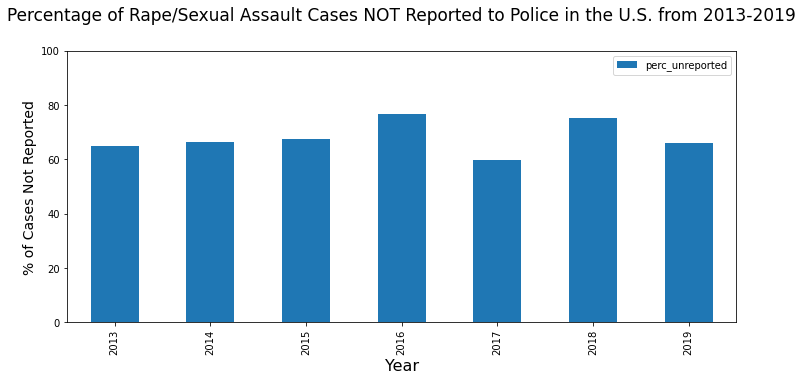 Percentage of Rape/Sexual Assault Cases NOT Reported to Police in the U.S. from 2013-2019
100
perc_unreported
80
60
40
20
0
% of Cases Not Reported
2013 2014 2015 2016 2017 2018 2019
Year